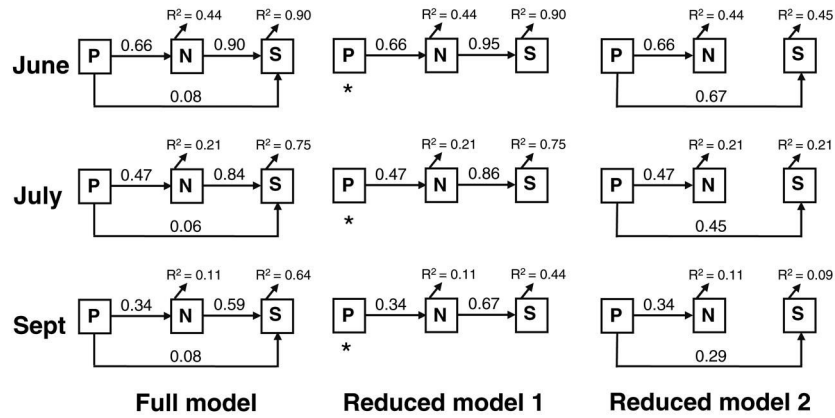 R² = 0.44 R² = 0.90 R² = 0.44 R² = 0.90 R² = 0.44 R² = 0.45
June P 0.66 N 0.90 S P 0.66 N 0.95 S P 0.66 N S
0.08 * 0.67
R² = 0.21 R² = 0.75 R² = 0.21 R² = 0.75 R² = 0.21 R² = 0.21
July P 0.47 N 0.84 S P 0.47 N 0.86 S P 0.47 N S
0.06 * 0.45
R² = 0.11 R² = 0.64 R² = 0.11 R² = 0.44 R² = 0.11 R² = 0.09
Sept P 0.34 N 0.59 S P 0.34 N 0.67 S P 0.34 N S
0.08 * 0.29
Full model Reduced model 1 Reduced model 2